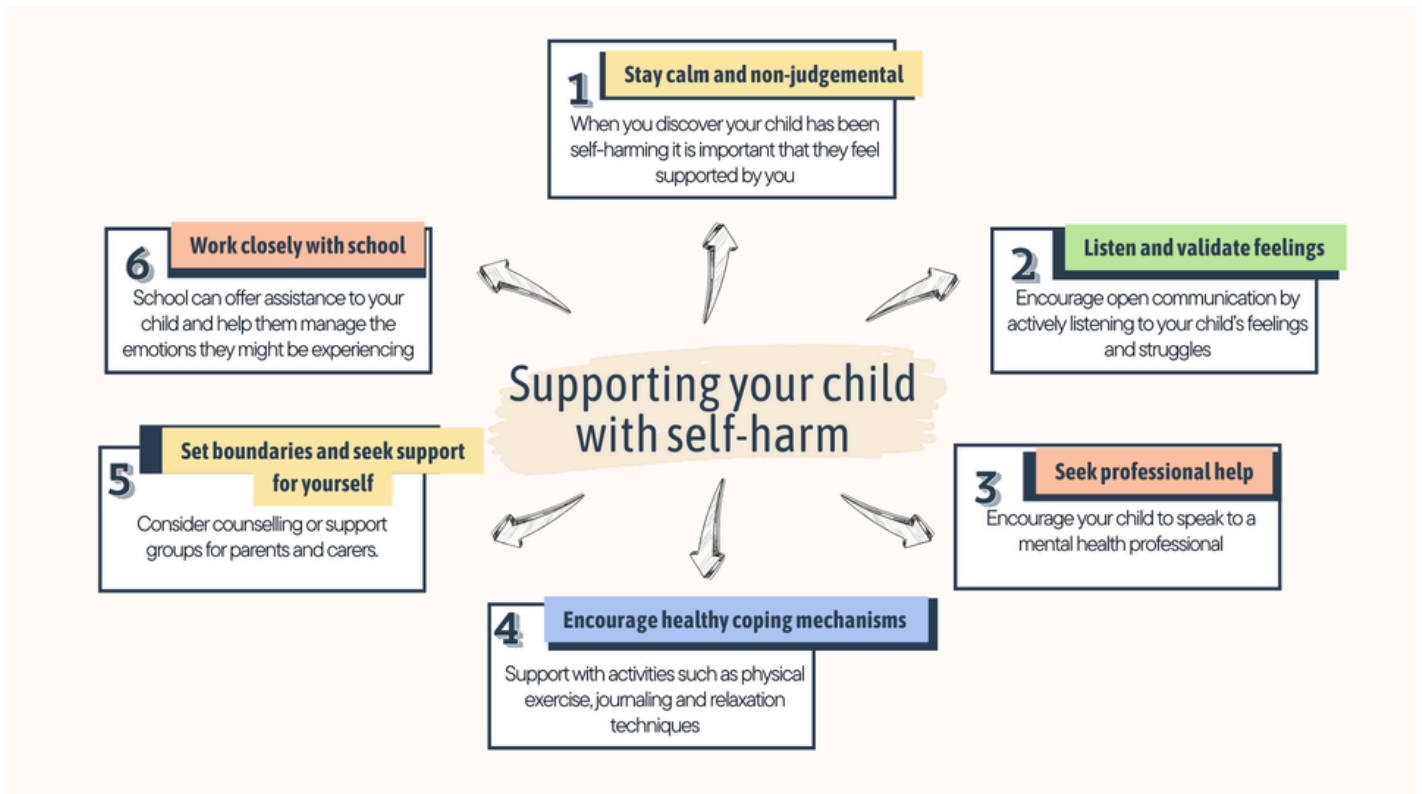 1
Stay calm and non-judgemental
When you discover your child has been
self-harming it is important that they feel
supported by you
2
Listen and validate feelings
Encourage open communication by
actively listening to your child's feelings
and struggles
3
Seek professional help
Encourage your child to speak to a
mental health professional
4
Encourage healthy coping mechanisms
Support with activities such as physical
exercise, journaling and relaxation
techniques
5
Set boundaries and seek support
for yourself
Consider counselling or support
groups for parents and carers.
6
Work closely with school
School can offer assistance to your
child and help them manage the
emotions they might be experiencing
Supporting your child
with self-harm